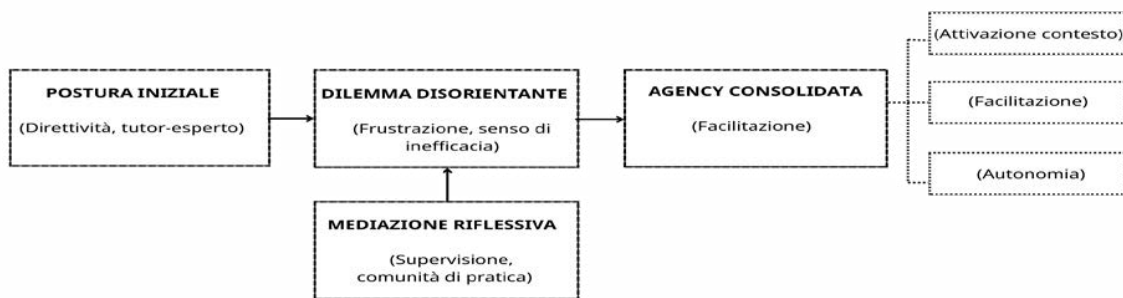 POSTURA INIZIALE
(Direttività, tutor-esperto)
DILEMMA DISORIENTANTE
(Frustrazione, senso di
inefficacia)
AGENCY CONSOLIDATA
(Facilitazione)
(Attivazione contesto)
(Facilitazione)
(Autonomia)
MEDIAZIONE RIFLESSIVA
(Supervisione,
comunità di pratica)